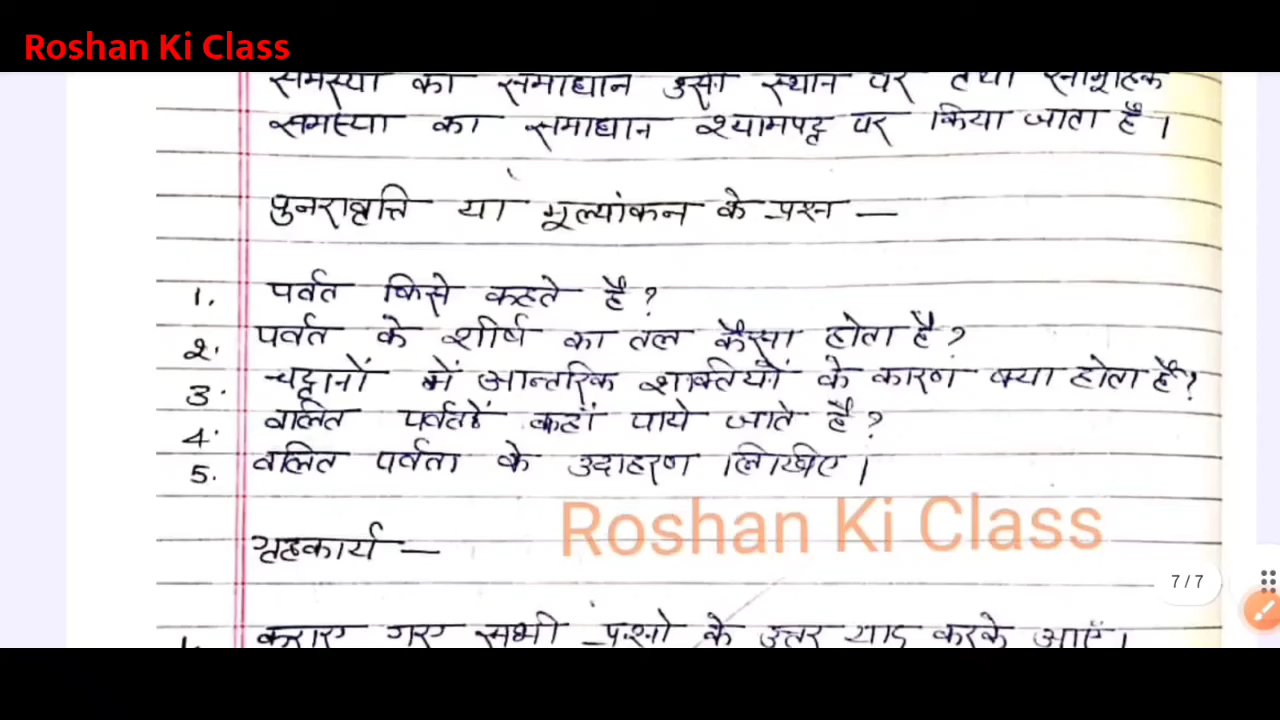 Roshan Ki Class
समस्या का समाधान उसी स्थान पर तथा सामूहिक
समस्या का समाधान श्यामपट्ट पर किया जाता है।
पुनरावृत्ति या मूल्यांकन के प्रश्न —
1. पर्वत किसे कहते है?
2. पर्वत के शीर्ष का तल कैसा होता है?
3. चट्टानों में आन्तरिक शक्तियों के कारण क्या होता है?
4. वलित पर्वत कहाँ पाये जाते है?
5. वलित पर्वतो के उदाहरण लिखिए।
Roshan Ki Class
गृहकार्य —
7 / 7
1. कराए गए सभी प्रश्नो के उत्तर याद करके आएँ।